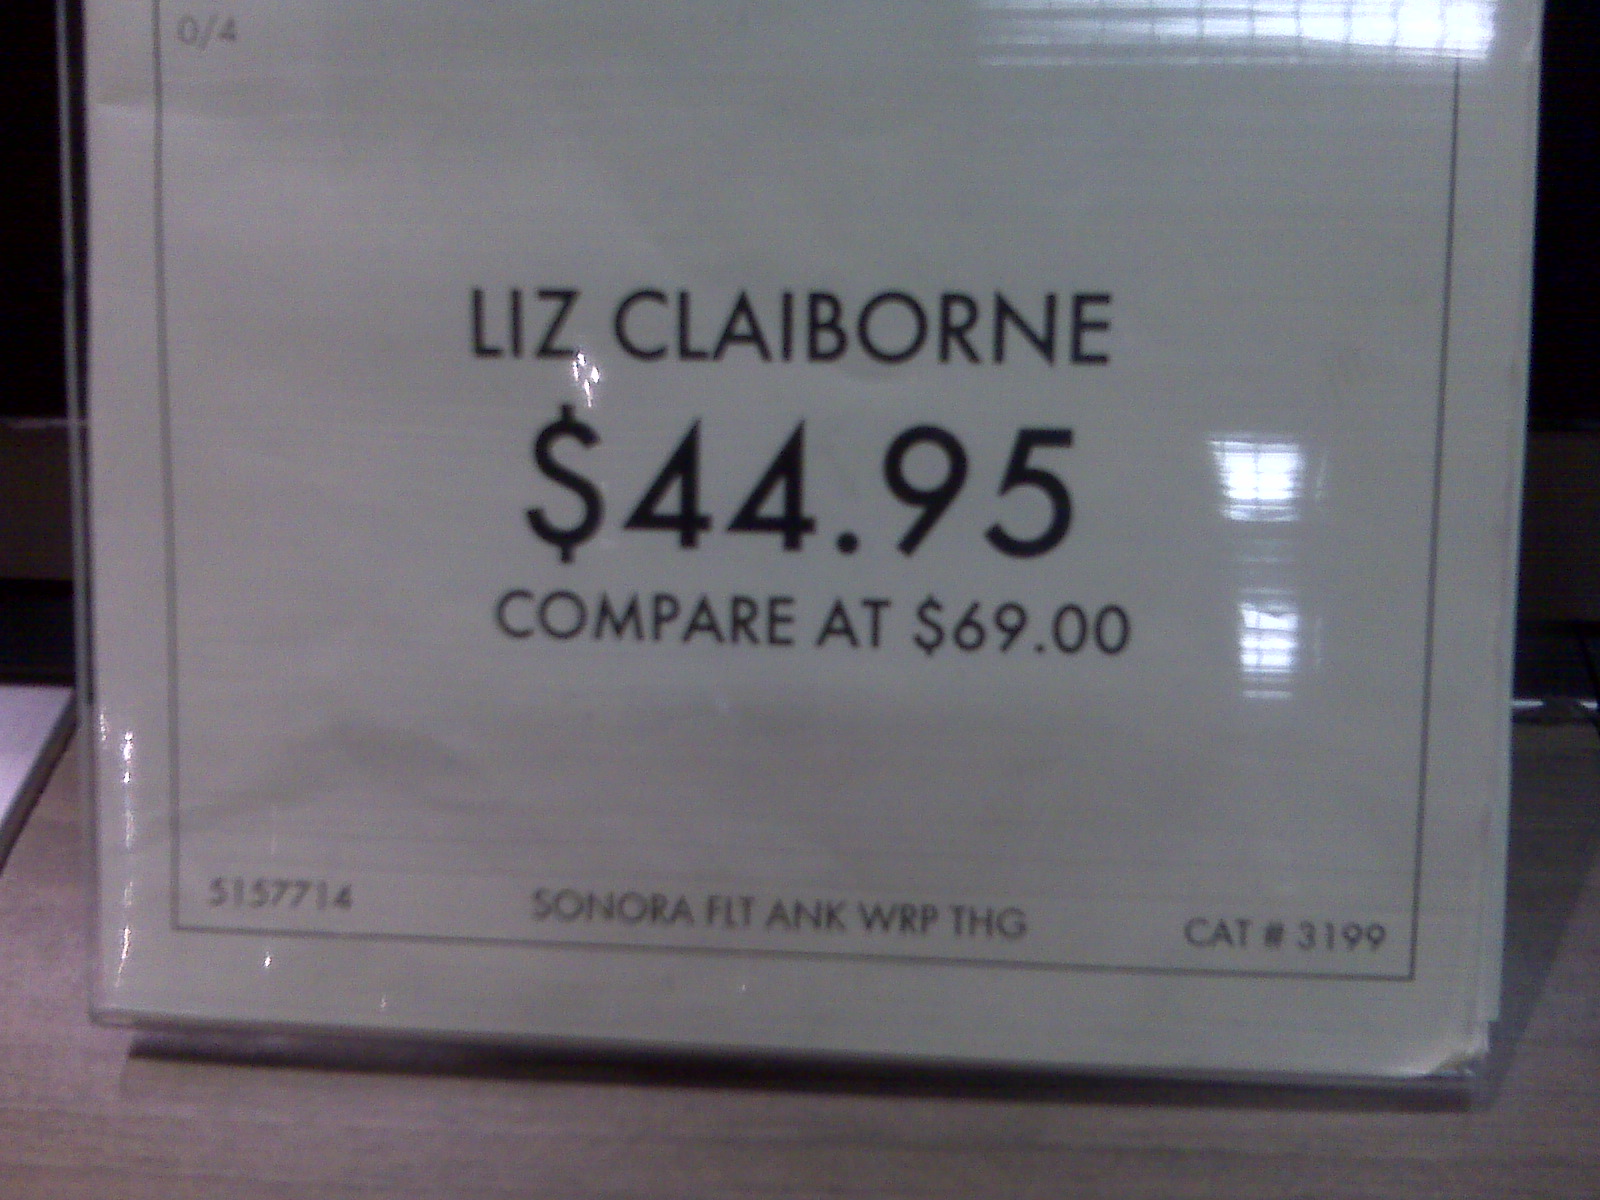 0/4
LIZ CLAIBORNE
$44.95
COMPARE AT $69.00
5157714 SONORA FLT ANK WRP THG CAT # 3199